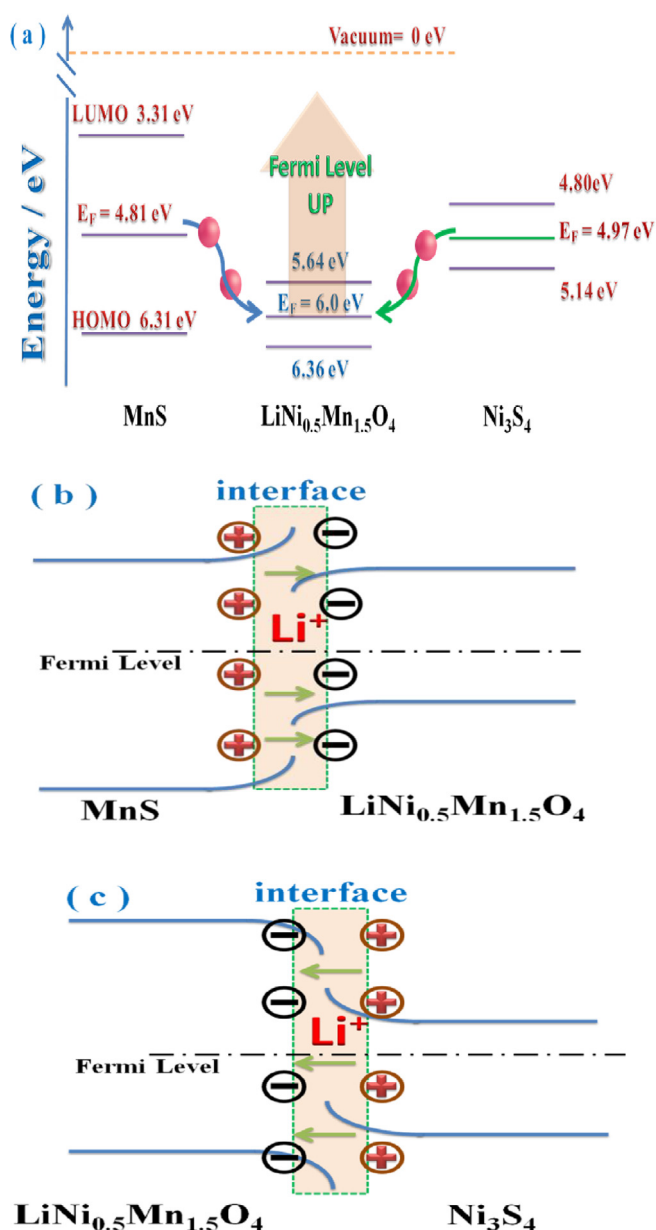 (a)
Vacuum= 0 eV
LUMO 3.31 eV
Fermi Level
UP
4.80eV
E_F = 4.81 eV
E_F = 4.97 eV
5.64 eV
E_F = 6.0 eV
5.14 eV
HOMO 6.31 eV
6.36 eV
Energy / eV
MnS
LiNi₀.₅Mn₁.₅O₄
Ni₃S₄
(b)
interface
+
−
+
−
Li⁺
Fermi Level
+
−
+
−
MnS
LiNi₀.₅Mn₁.₅O₄
(c)
interface
−
+
−
+
Li⁺
Fermi Level
−
+
−
+
LiNi₀.₅Mn₁.₅O₄
Ni₃S₄